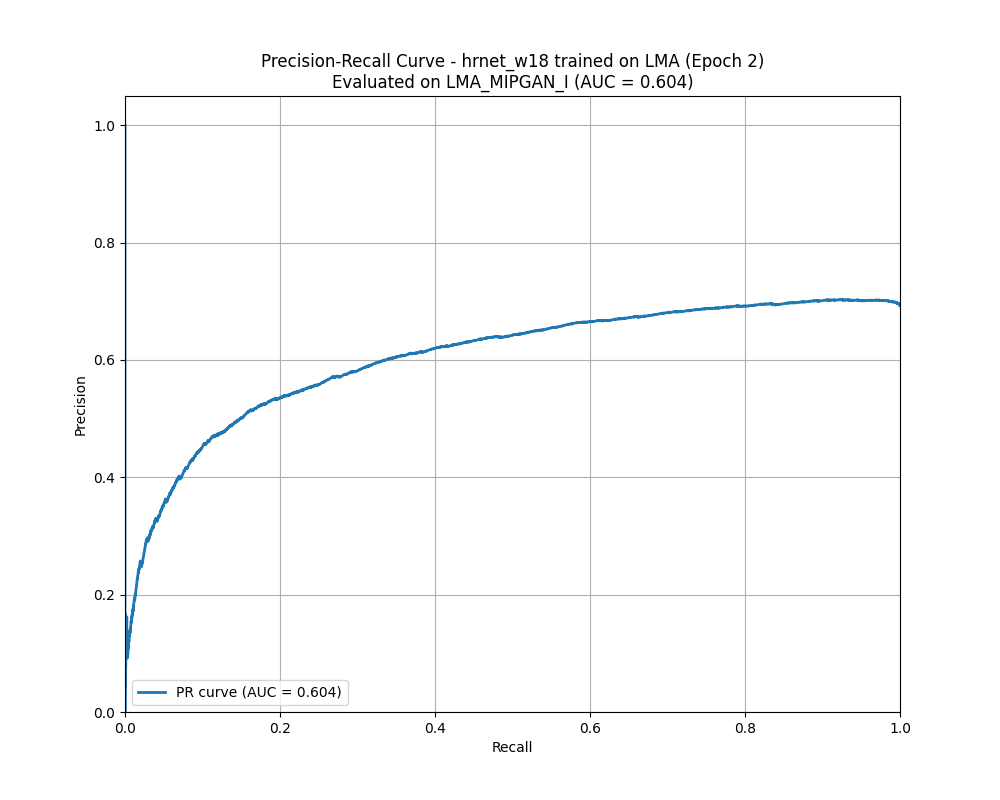 Precision-Recall Curve - hrnet_w18 trained on LMA (Epoch 2)
Evaluated on LMA_MIPGAN_I (AUC = 0.604)
1.0
0.8
0.6
0.4
0.2
0.0
Precision
PR curve (AUC = 0.604)
0.0 0.2 0.4 0.6 0.8 1.0
Recall